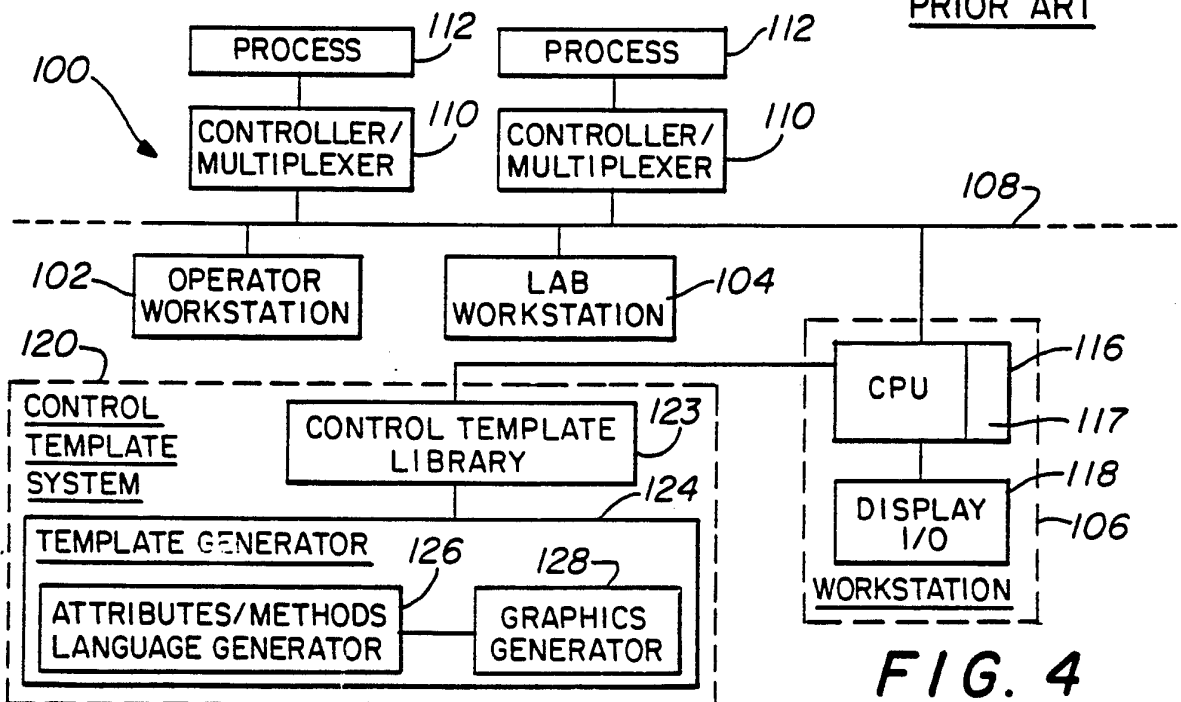 PRIOR ART
PROCESS
112
PROCESS
112
100
CONTROLLER/
MULTIPLEXER
110
CONTROLLER/
MULTIPLEXER
110
108
102
OPERATOR
WORKSTATION
LAB
WORKSTATION
104
120
CONTROL
TEMPLATE
SYSTEM
CONTROL TEMPLATE
LIBRARY
123
CPU
116
117
124
TEMPLATE GENERATOR
126
ATTRIBUTES/METHODS
LANGUAGE GENERATOR
128
GRAPHICS
GENERATOR
118
DISPLAY
I/O
106
WORKSTATION
FIG. 4